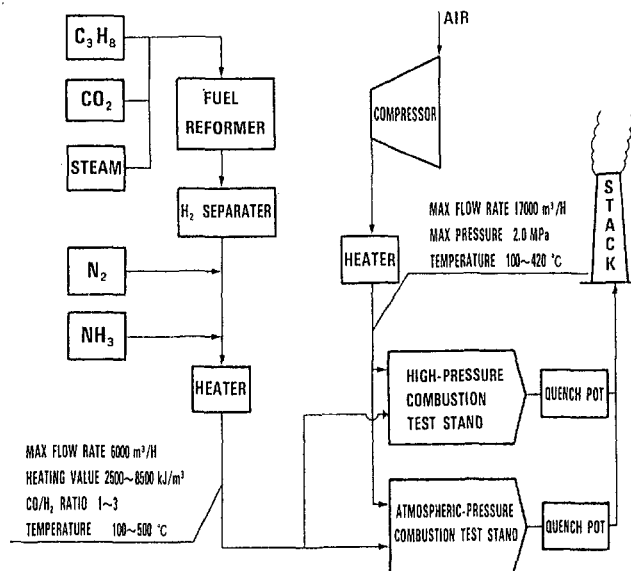 C3H8
CO2
STEAM
FUEL
REFORMER
H2 SEPARATER
N2
NH3
HEATER
MAX FLOW RATE 6000 m³/H
HEATING VALUE 2500~8500 kJ/m³
CO/H2 RATIO 1~3
TEMPERATURE 100~500 °C
AIR
COMPRESSOR
HEATER
MAX FLOW RATE 17000 m³/H
MAX PRESSURE 2.0 MPa
TEMPERATURE 100~420 °C
STACK
HIGH-PRESSURE
COMBUSTION
TEST STAND
QUENCH POT
ATMOSPHERIC-PRESSURE
COMBUSTION TEST STAND
QUENCH POT